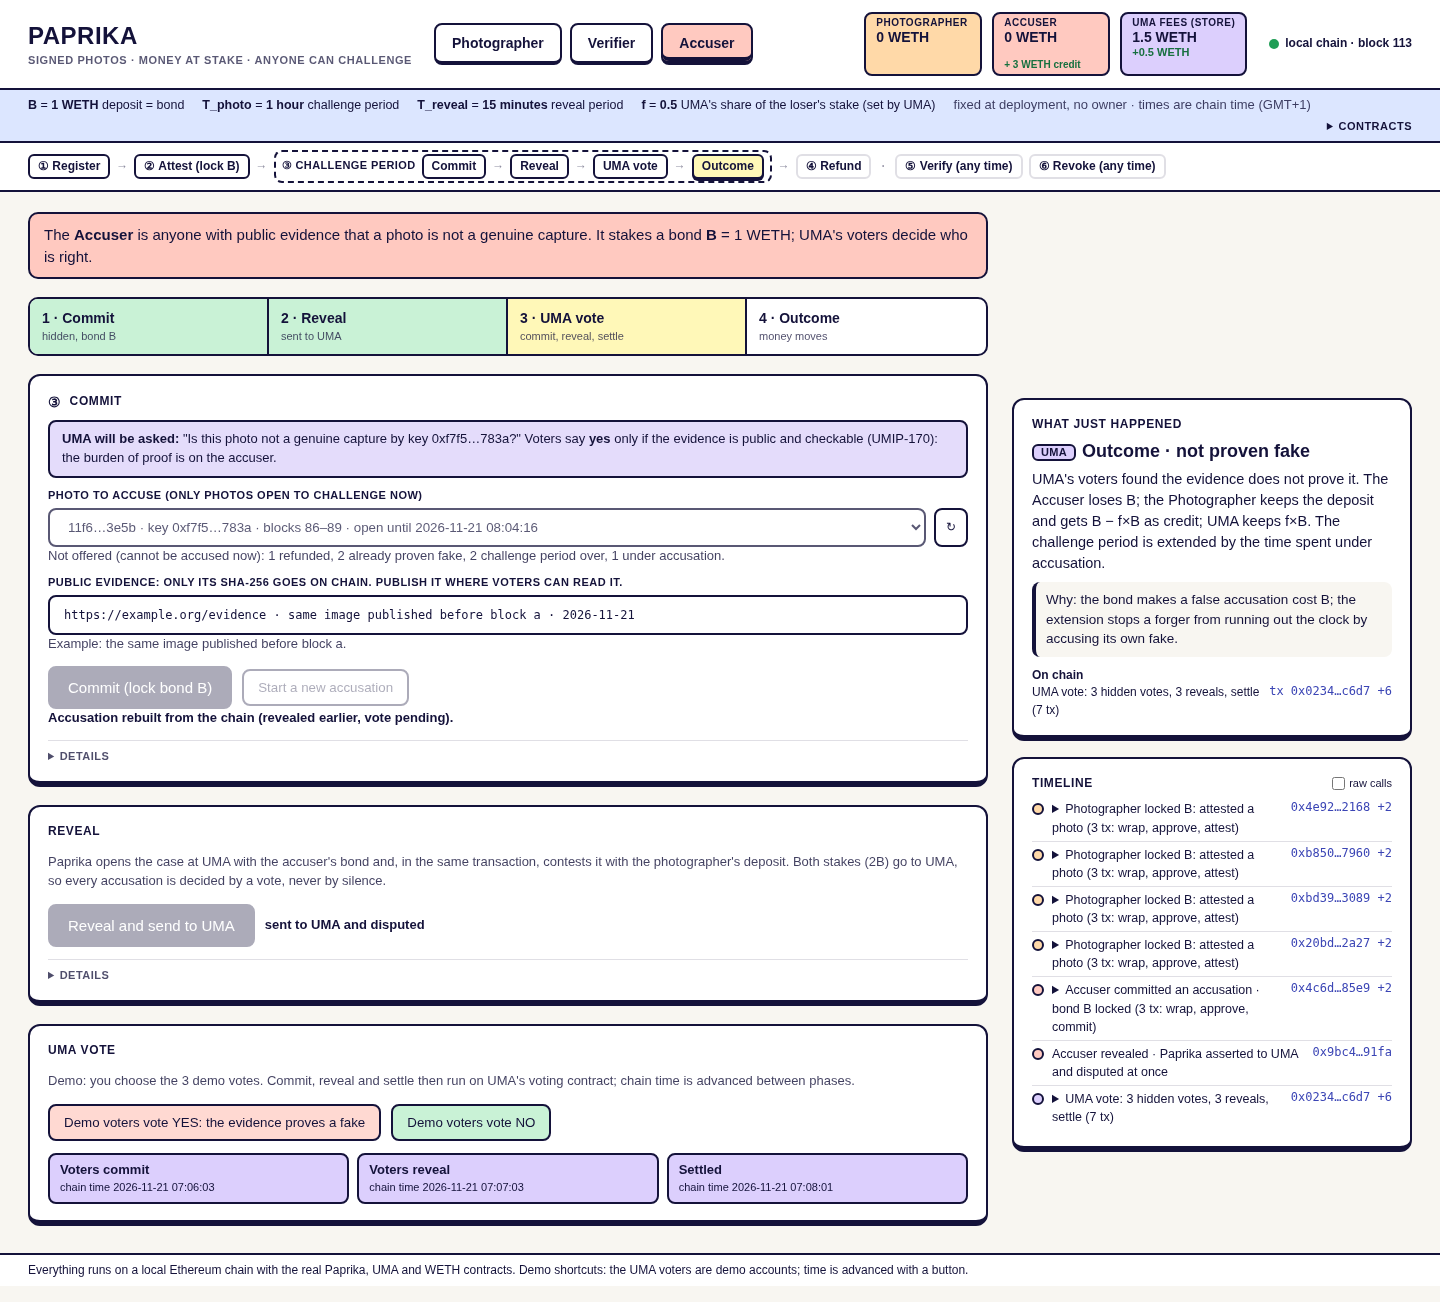 PAPRIKA
SIGNED PHOTOS · MONEY AT STAKE · ANYONE CAN CHALLENGE
Photographer
Verifier
Accuser
PHOTOGRAPHER
0 WETH
ACCUSER
0 WETH
+ 3 WETH credit
UMA FEES (STORE)
1.5 WETH
+0.5 WETH
local chain · block 113
B = 1 WETH deposit = bond T_photo = 1 hour challenge period T_reveal = 15 minutes reveal period f = 0.5 UMA's share of the loser's stake (set by UMA) fixed at deployment, no owner · times are chain time (GMT+1)
▶ CONTRACTS
① Register → ② Attest (lock B) → ③ CHALLENGE PERIOD Commit → Reveal → UMA vote → Outcome → ④ Refund · ⑤ Verify (any time) ⑥ Revoke (any time)
The Accuser is anyone with public evidence that a photo is not a genuine capture. It stakes a bond B = 1 WETH; UMA's voters decide who
is right.
1 · Commit
hidden, bond B
2 · Reveal
sent to UMA
3 · UMA vote
commit, reveal, settle
4 · Outcome
money moves
③ COMMIT
UMA will be asked: "Is this photo not a genuine capture by key 0xf7f5…783a?" Voters say yes only if the evidence is public and checkable (UMIP-170):
the burden of proof is on the accuser.
PHOTO TO ACCUSE (ONLY PHOTOS OPEN TO CHALLENGE NOW)
11f6…3e5b · key 0xf7f5…783a · blocks 86–89 · open until 2026-11-21 08:04:16
↻
Not offered (cannot be accused now): 1 refunded, 2 already proven fake, 2 challenge period over, 1 under accusation.
PUBLIC EVIDENCE: ONLY ITS SHA-256 GOES ON CHAIN. PUBLISH IT WHERE VOTERS CAN READ IT.
https://example.org/evidence · same image published before block a · 2026-11-21
Example: the same image published before block a.
Commit (lock bond B)
Start a new accusation
Accusation rebuilt from the chain (revealed earlier, vote pending).
▶ DETAILS
REVEAL
Paprika opens the case at UMA with the accuser's bond and, in the same transaction, contests it with the photographer's deposit. Both stakes (2B) go to UMA,
so every accusation is decided by a vote, never by silence.
Reveal and send to UMA
sent to UMA and disputed
▶ DETAILS
UMA VOTE
Demo: you choose the 3 demo votes. Commit, reveal and settle then run on UMA's voting contract; chain time is advanced between phases.
Demo voters vote YES: the evidence proves a fake
Demo voters vote NO
Voters commit
chain time 2026-11-21 07:06:03
Voters reveal
chain time 2026-11-21 07:07:03
Settled
chain time 2026-11-21 07:08:01
WHAT JUST HAPPENED
UMA Outcome · not proven fake
UMA's voters found the evidence does not prove it. The
Accuser loses B; the Photographer keeps the deposit
and gets B − f×B as credit; UMA keeps f×B. The
challenge period is extended by the time spent under
accusation.
Why: the bond makes a false accusation cost B; the
extension stops a forger from running out the clock by
accusing its own fake.
On chain
UMA vote: 3 hidden votes, 3 reveals, settle tx 0x0234…c6d7 +6
(7 tx)
TIMELINE
raw calls
▶ Photographer locked B: attested a 0x4e92…2168 +2
photo (3 tx: wrap, approve, attest)
▶ Photographer locked B: attested a 0xb850…7960 +2
photo (3 tx: wrap, approve, attest)
▶ Photographer locked B: attested a 0xbd39…3089 +2
photo (3 tx: wrap, approve, attest)
▶ Photographer locked B: attested a 0x20bd…2a27 +2
photo (3 tx: wrap, approve, attest)
▶ Accuser committed an accusation · 0x4c6d…85e9 +2
bond B locked (3 tx: wrap, approve,
commit)
Accuser revealed · Paprika asserted to UMA 0x9bc4…91fa
and disputed at once
▶ UMA vote: 3 hidden votes, 3 reveals, 0x0234…c6d7 +6
settle (7 tx)
Everything runs on a local Ethereum chain with the real Paprika, UMA and WETH contracts. Demo shortcuts: the UMA voters are demo accounts; time is advanced with a button.